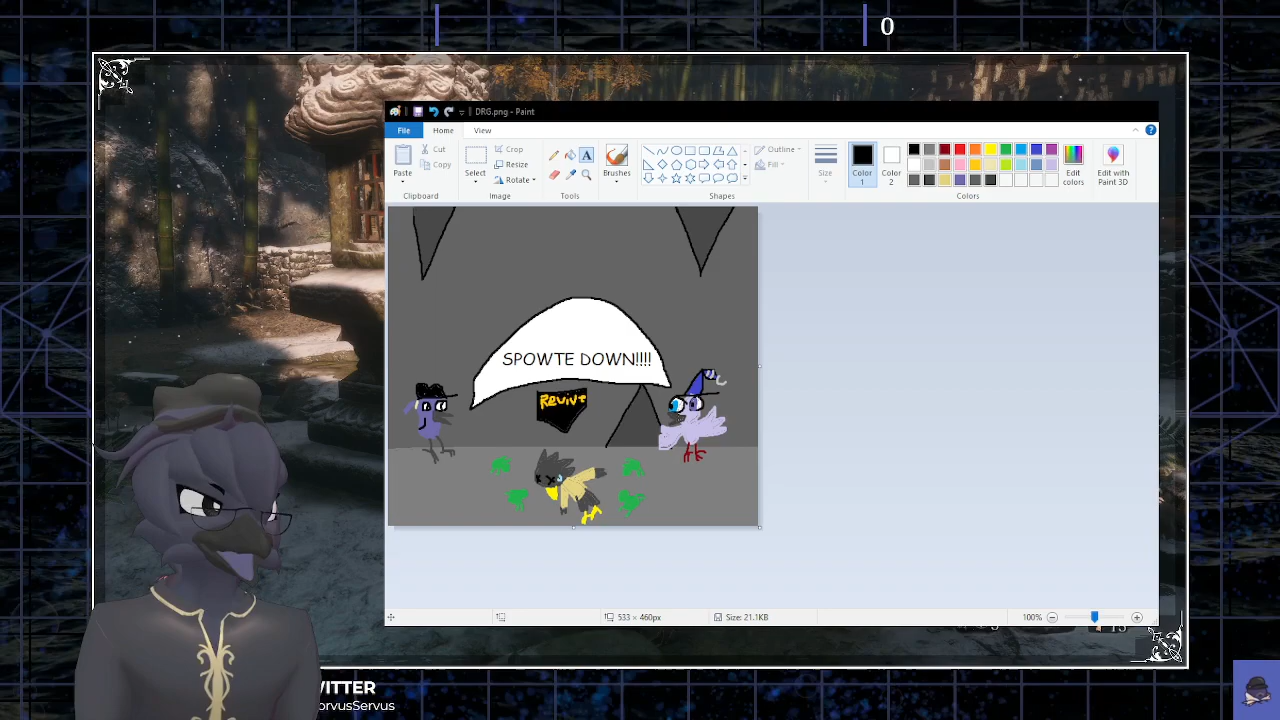 0
DRG.png - Paint
File Home View
Paste
Cut
Copy
Clipboard
Select
Crop
Resize
Rotate
Image
Tools
Brushes
Shapes
Outline
Fill
Size
Color 1
Color 2
Edit colors
Colors
Edit with Paint 3D
SPOWTE DOWN!!!!
Revive
533 × 460px
Size: 21.1KB
100%
WITTER
orvusServus